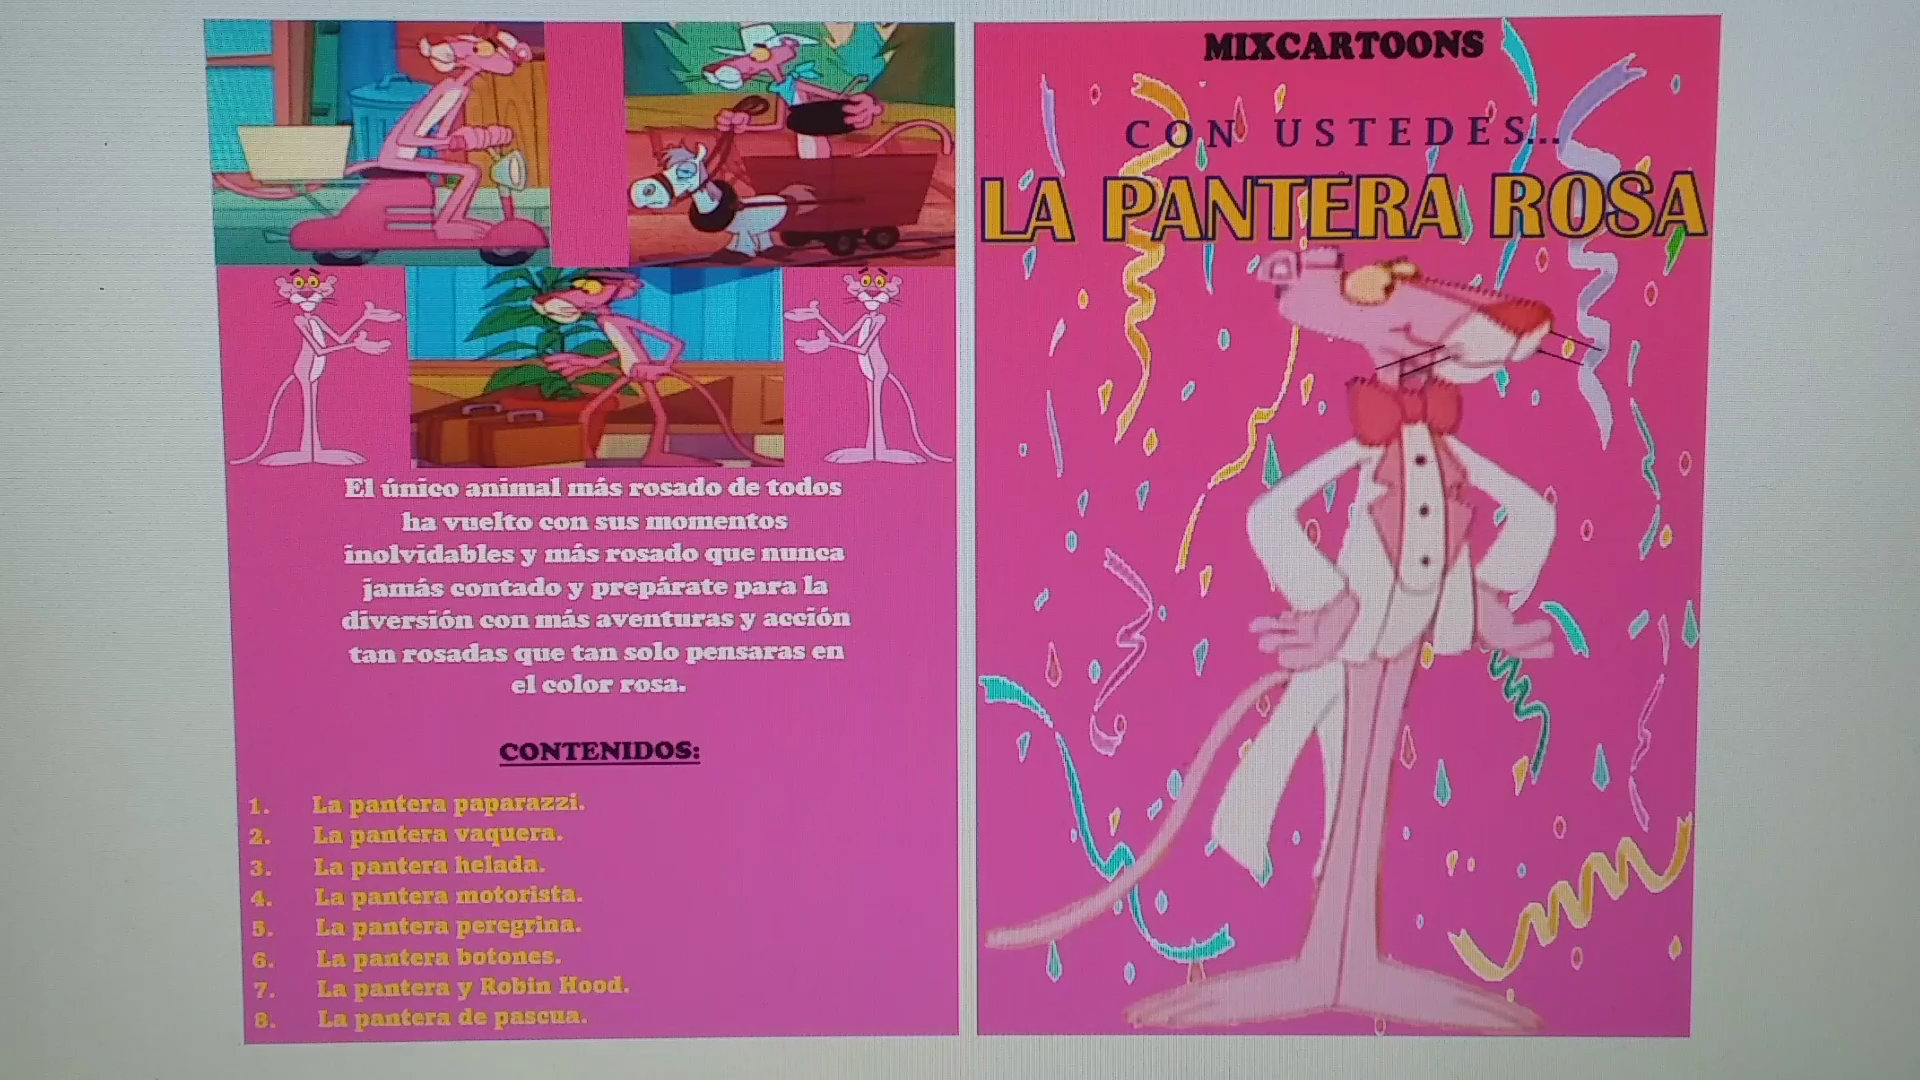 El único animal más rosado de todos
ha vuelto con sus momentos
inolvidables y más rosado que nunca
jamás contado y prepárate para la
diversión con más aventuras y acción
tan rosadas que tan solo pensaras en
el color rosa.
CONTENIDOS:
1. La pantera paparazzi.
2. La pantera vaquera.
3. La pantera helada.
4. La pantera motorista.
5. La pantera peregrina.
6. La pantera botones.
7. La pantera y Robin Hood.
8. La pantera de pascua.
MIXCARTOONS
CON USTEDES...
LA PANTERA ROSA